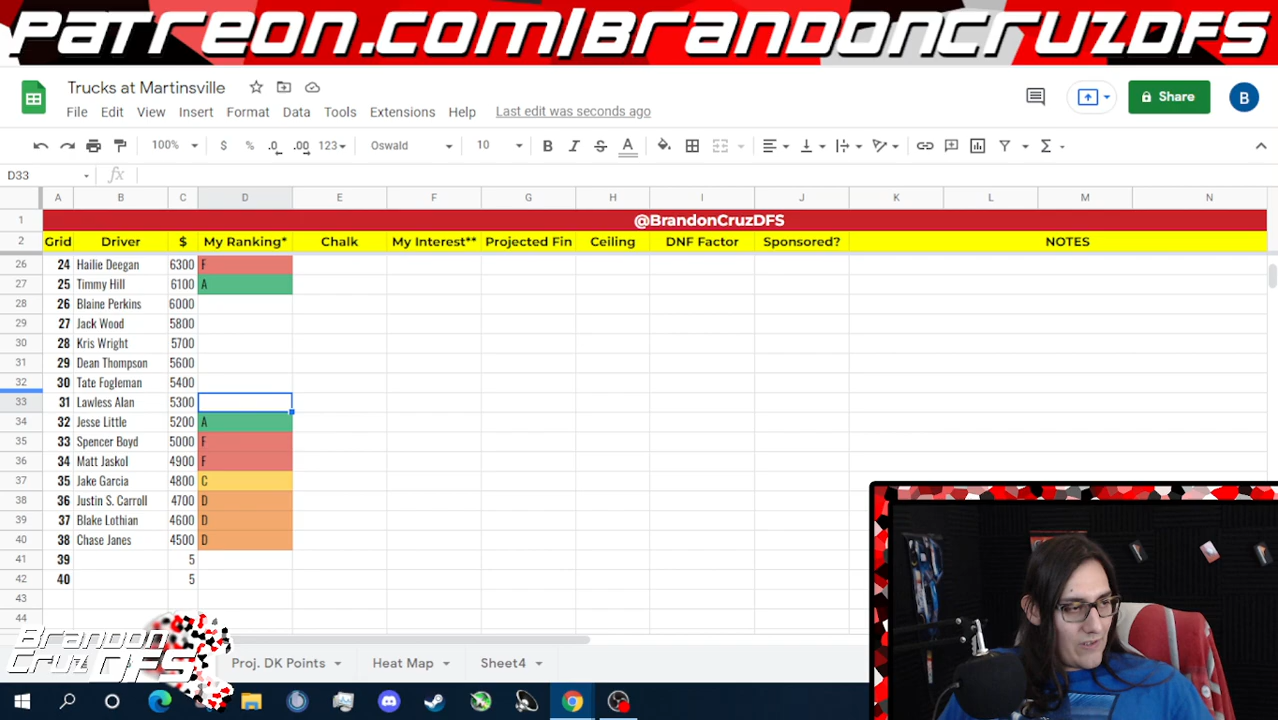 Patreon.com/BrandonCruzDFS
Trucks at Martinsville
File Edit View Insert Format Data Tools Extensions Help Last edit was seconds ago
Share
B
100% $ % .0 .00 123 Oswald 10 B I S A
D33 fx
A B C D E F G H I J K L M N
1 @BrandonCruzDFS
2 Grid Driver $ My Ranking* Chalk My Interest** Projected Fin Ceiling DNF Factor Sponsored? NOTES
26 24 Hailie Deegan 6300 F
27 25 Timmy Hill 6100 A
28 26 Blaine Perkins 6000
29 27 Jack Wood 5800
30 28 Kris Wright 5700
31 29 Dean Thompson 5600
32 30 Tate Fogleman 5400
33 31 Lawless Alan 5300
34 32 Jesse Little 5200 A
35 33 Spencer Boyd 5000 F
36 34 Matt Jaskol 4900 F
37 35 Jake Garcia 4800 C
38 36 Justin S. Carroll 4700 D
39 37 Blake Lothian 4600 D
40 38 Chase Janes 4500 D
41 39 5
42 40 5
43
44
Brandon
Cruz DFS
Proj. DK Points Heat Map Sheet4